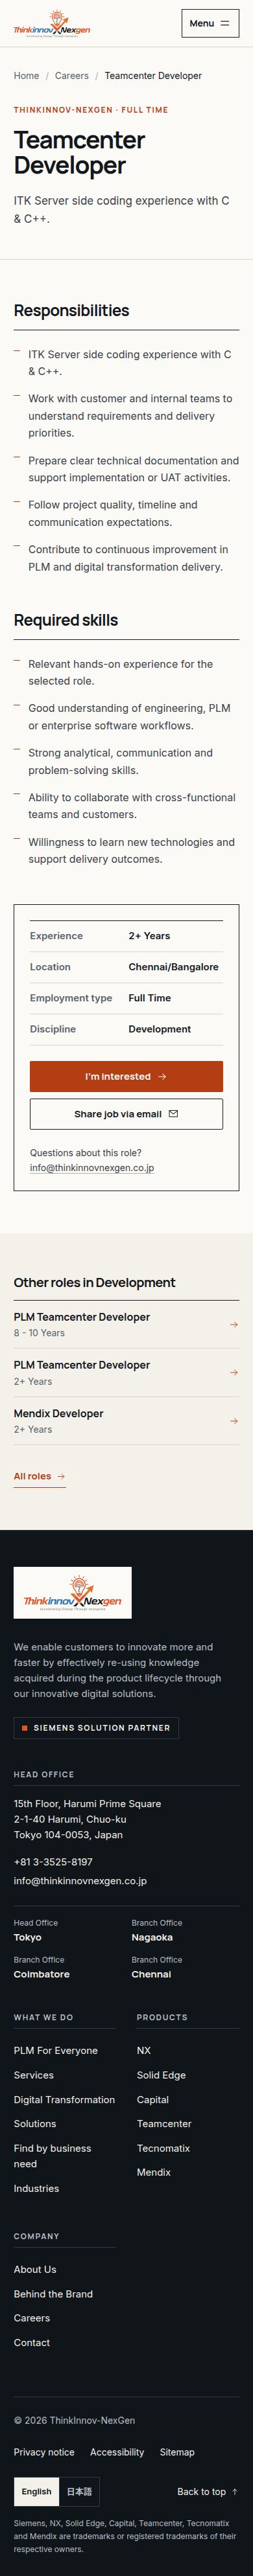 ThinkinnovXNexgen
Menu
Home / Careers / Teamcenter Developer
THINKINNOV-NEXGEN · FULL TIME
Teamcenter
Developer
ITK Server side coding experience with C
& C++.
Responsibilities
ITK Server side coding experience with C
& C++.
Work with customer and internal teams to
understand requirements and delivery
priorities.
Prepare clear technical documentation and
support implementation or UAT activities.
Follow project quality, timeline and
communication expectations.
Contribute to continuous improvement in
PLM and digital transformation delivery.
Required skills
Relevant hands-on experience for the
selected role.
Good understanding of engineering, PLM
or enterprise software workflows.
Strong analytical, communication and
problem-solving skills.
Ability to collaborate with cross-functional
teams and customers.
Willingness to learn new technologies and
support delivery outcomes.
Experience 2+ Years
Location Chennai/Bangalore
Employment type Full Time
Discipline Development
I'm interested →
Share job via email
Questions about this role?
info@thinkinnovnexgen.co.jp
Other roles in Development
PLM Teamcenter Developer
8 - 10 Years →
PLM Teamcenter Developer
2+ Years →
Mendix Developer
2+ Years →
All roles →
ThinkinnovXNexgen
We enable customers to innovate more and
faster by effectively re-using knowledge
acquired during the product lifecycle through
our innovative digital solutions.
SIEMENS SOLUTION PARTNER
HEAD OFFICE
15th Floor, Harumi Prime Square
2-1-40 Harumi, Chuo-ku
Tokyo 104-0053, Japan
+81 3-3525-8197
info@thinkinnovnexgen.co.jp
Head Office Branch Office
Tokyo Nagaoka
Branch Office Branch Office
Coimbatore Chennai
WHAT WE DO
PLM For Everyone
Services
Digital Transformation
Solutions
Find by business
need
Industries
PRODUCTS
NX
Solid Edge
Capital
Teamcenter
Tecnomatix
Mendix
COMPANY
About Us
Behind the Brand
Careers
Contact
© 2026 ThinkInnov-NexGen
Privacy notice Accessibility Sitemap
English 日本語 Back to top ↑
Siemens, NX, Solid Edge, Capital, Teamcenter, Tecnomatix
and Mendix are trademarks or registered trademarks of their
respective owners.